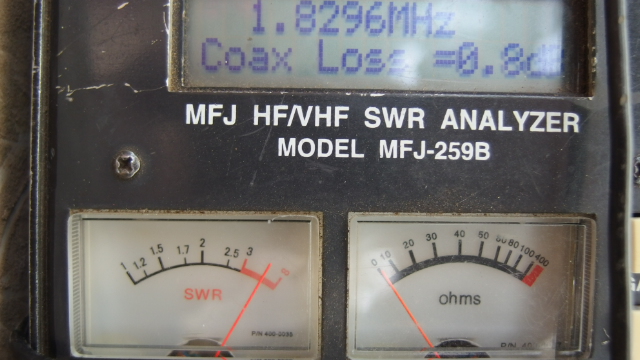 1.8296MHz
Coax Loss =0.8dB
MFJ HF/VHF SWR ANALYZER
MODEL MFJ-259B
1 1.2 1.5 1.7 2 2.5 3
SWR
0 10 20 30 40 50 60 80 100 400
ohms